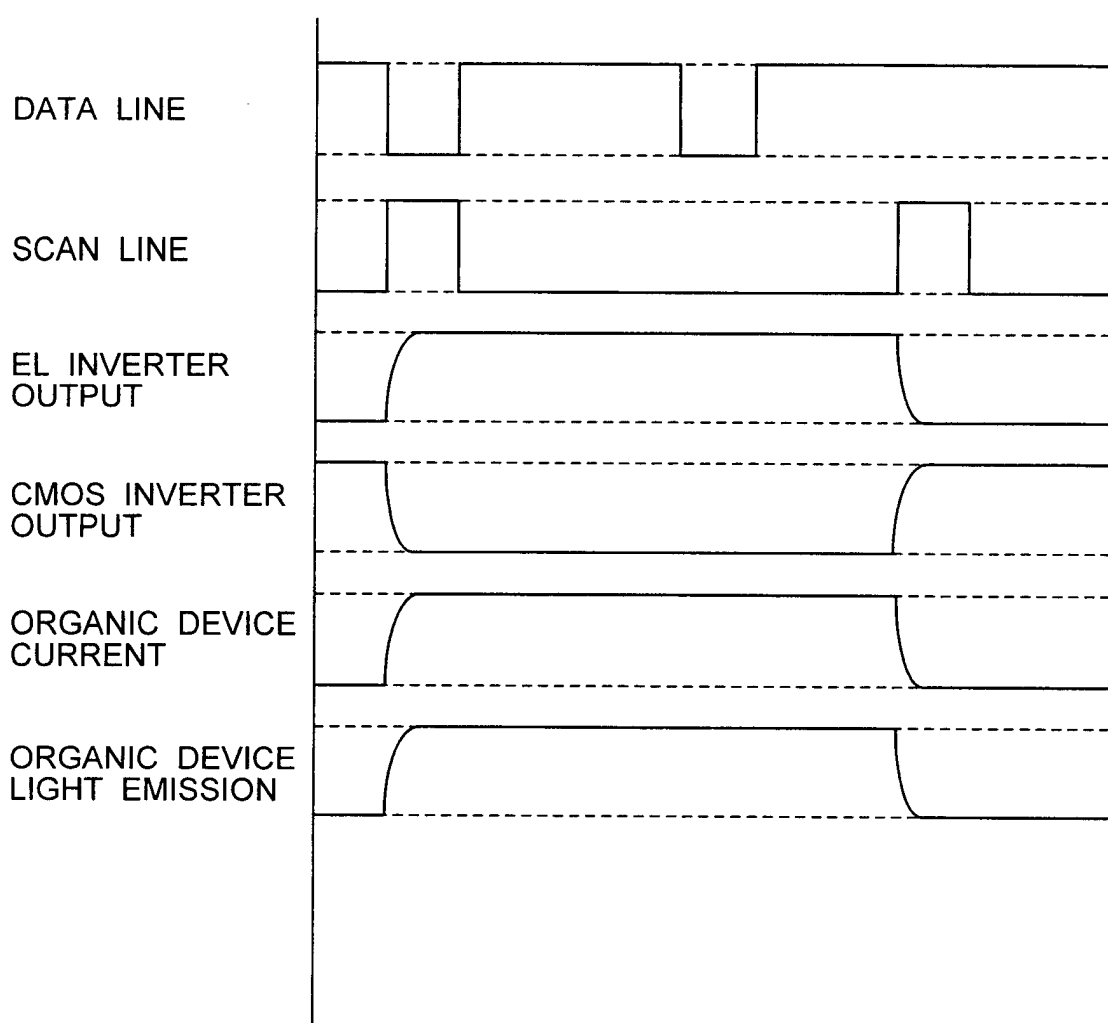 DATA LINE
SCAN LINE
EL INVERTER
OUTPUT
CMOS INVERTER
OUTPUT
ORGANIC DEVICE
CURRENT
ORGANIC DEVICE
LIGHT EMISSION